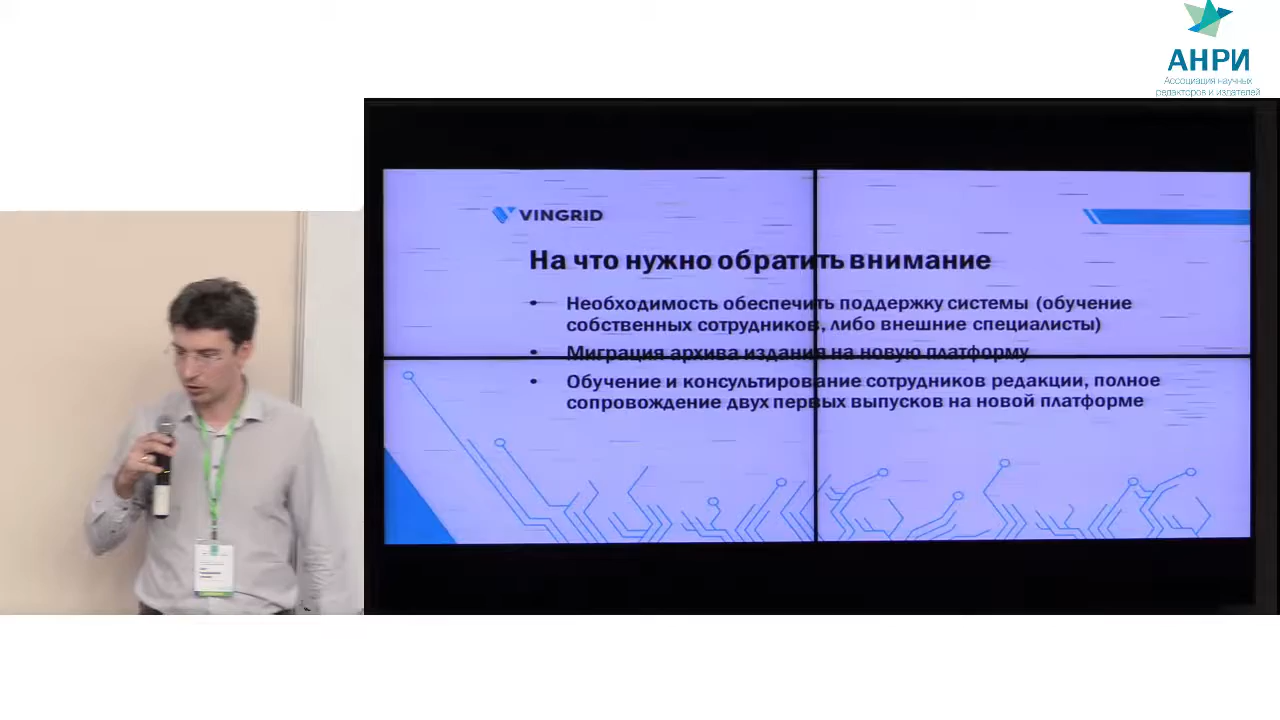 АНРИ
Ассоциация научных
редакторов и издателей
VINGRID
На что нужно обратить внимание
• Необходимость обеспечить поддержку системы (обучение
собственных сотрудников, либо внешние специалисты)
• Миграция архива издания на новую платформу
• Обучение и консультирование сотрудников редакции, полное
сопровождение двух первых выпусков на новой платформе